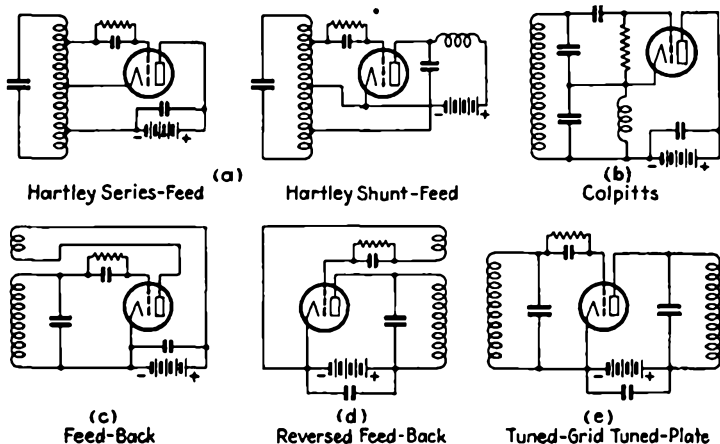 - +
- +
- +
(a)
(b)
Hartley Series-Feed
Hartley Shunt-Feed
Colpitts
- +
- +
- +
(c)
(d)
(e)
Feed-Back
Reversed Feed-Back
Tuned-Grid Tuned-Plate